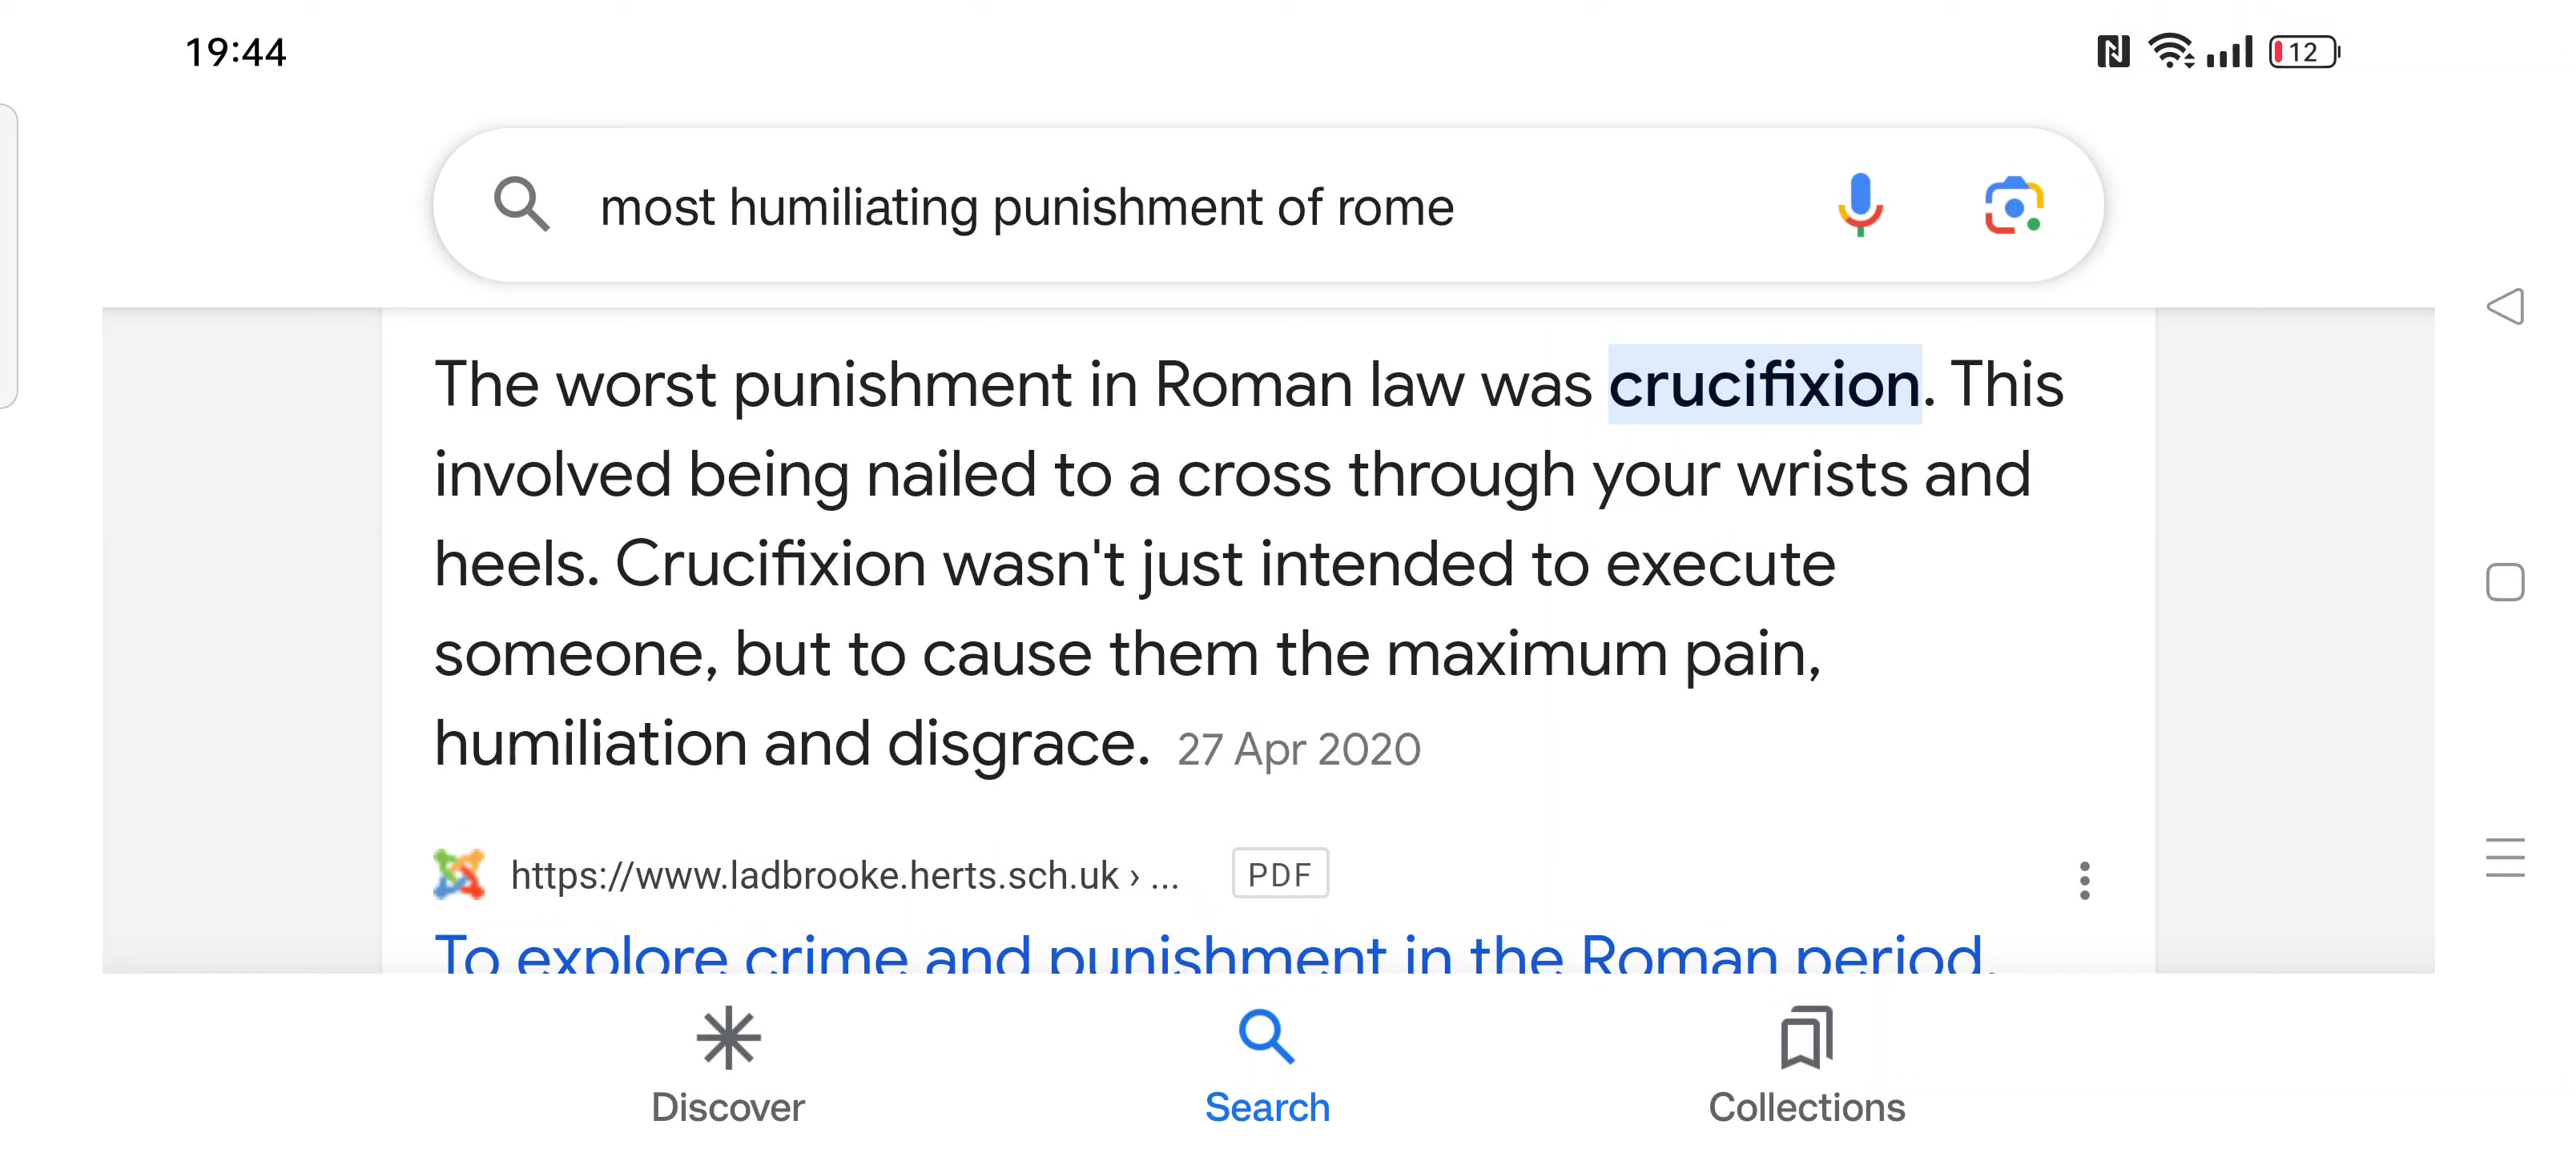 19:44
12
most humiliating punishment of rome
The worst punishment in Roman law was crucifixion. This
involved being nailed to a cross through your wrists and
heels. Crucifixion wasn't just intended to execute
someone, but to cause them the maximum pain,
humiliation and disgrace. 27 Apr 2020
https://www.ladbrooke.herts.sch.uk › ... PDF
To explore crime and punishment in the Roman period.
Discover Search Collections